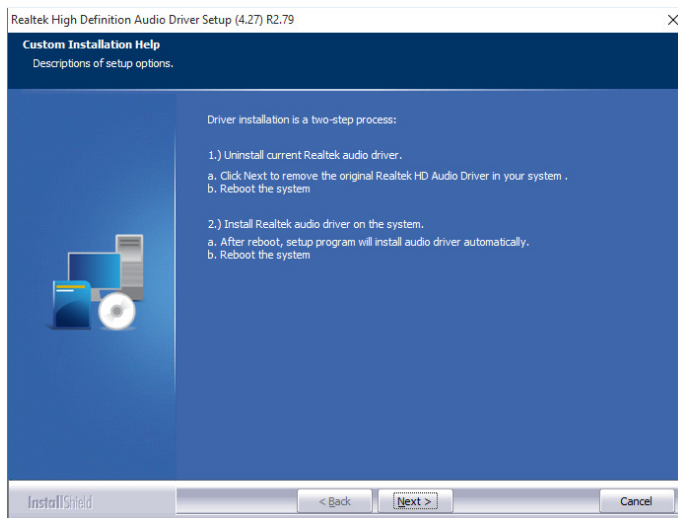 Realtek High Definition Audio Driver Setup (4.27) R2.79
Custom Installation Help
Descriptions of setup options.
Driver installation is a two-step process:
1.) Uninstall current Realtek audio driver.
a. Click Next to remove the original Realtek HD Audio Driver in your system .
b. Reboot the system
2.) Install Realtek audio driver on the system.
a. After reboot, setup program will install audio driver automatically.
b. Reboot the system
InstallShield
< Back
Next >
Cancel